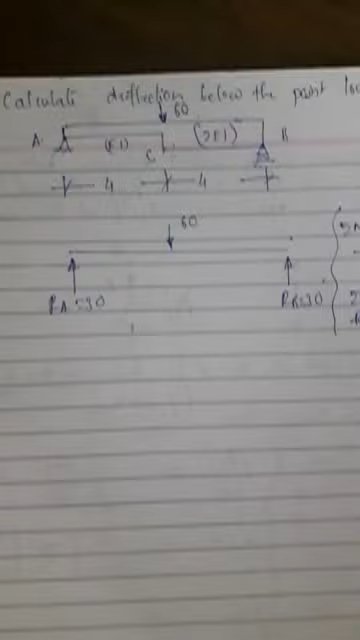 Calculate deflection below the point
60
A (EI) C (2EI) B
4 4
60
RA=30 RB=30